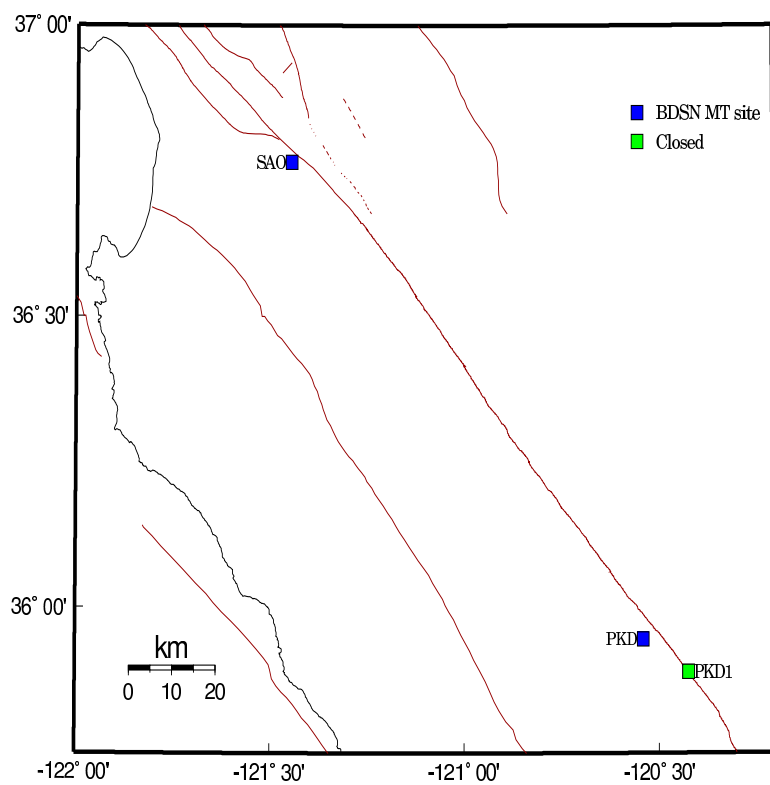 37° 00'
BDSN MT site
Closed
SAO
36° 30'
36° 00'
PKD
km
PKD1
0 10 20
-122° 00' -121° 30' -121° 00' -120° 30'